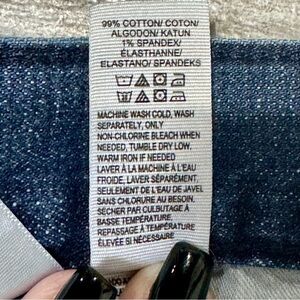 99% COTTON/ COTON/
ALGODON/ KATUN
1% SPANDEX/
ÉLASTHANNE/
ELASTANO/ SPANDEKS
MACHINE WASH COLD, WASH
SEPARATELY, ONLY
NON-CHLORINE BLEACH WHEN
NEEDED, TUMBLE DRY LOW,
WARM IRON IF NEEDED
LAVER À LA MACHINE À L'EAU
FROIDE, LAVER SÉPARÉMENT,
SEULEMENT DE L'EAU DE JAVEL
SANS CHLORURE AU BESOIN,
SÉCHER PAR CULBUTAGE À
BASSE TEMPÉRATURE,
REPASSAGE À TEMPÉRATURE
ÉLEVÉE SI NÉCESSAIRE